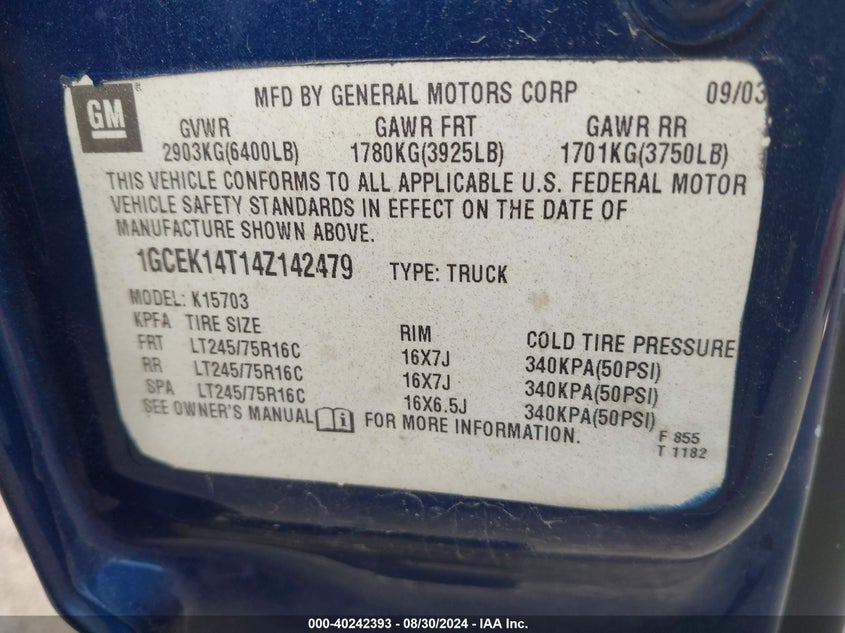 GM MFD BY GENERAL MOTORS CORP 09/03
GVWR GAWR FRT GAWR RR
2903KG(6400LB) 1780KG(3925LB) 1701KG(3750LB)
THIS VEHICLE CONFORMS TO ALL APPLICABLE U.S. FEDERAL MOTOR
VEHICLE SAFETY STANDARDS IN EFFECT ON THE DATE OF
MANUFACTURE SHOWN ABOVE.
1GCEK14T14Z142479 TYPE: TRUCK
MODEL: K15703
KPFA TIRE SIZE RIM COLD TIRE PRESSURE
FRT LT245/75R16C 16X7J 340KPA(50PSI)
RR LT245/75R16C 16X7J 340KPA(50PSI)
SPA LT245/75R16C 16X6.5J 340KPA(50PSI)
SEE OWNER'S MANUAL i FOR MORE INFORMATION.
F 855
T 1182
000-40242393 - 08/30/2024 - IAA Inc.